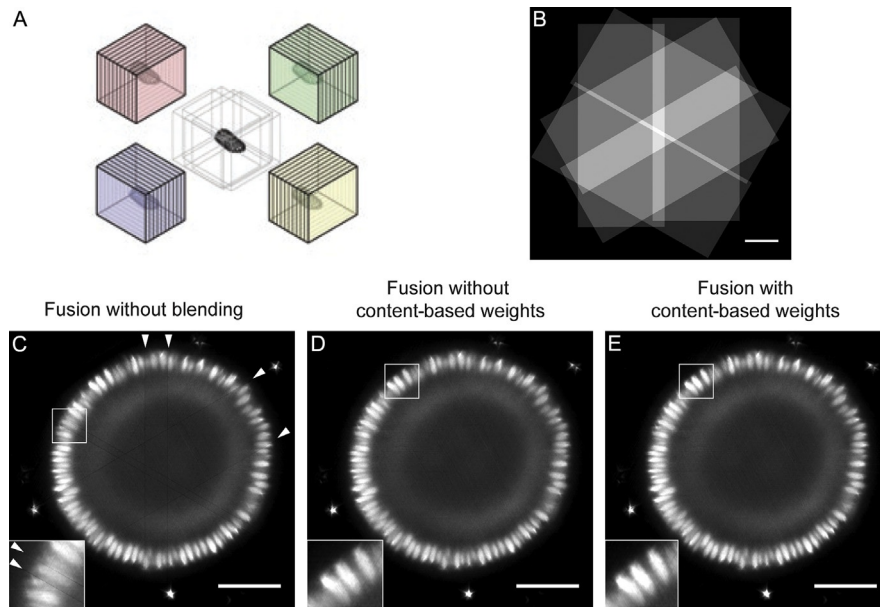 A
B
Fusion without blending
Fusion without
content-based weights
Fusion with
content-based weights
C
D
E